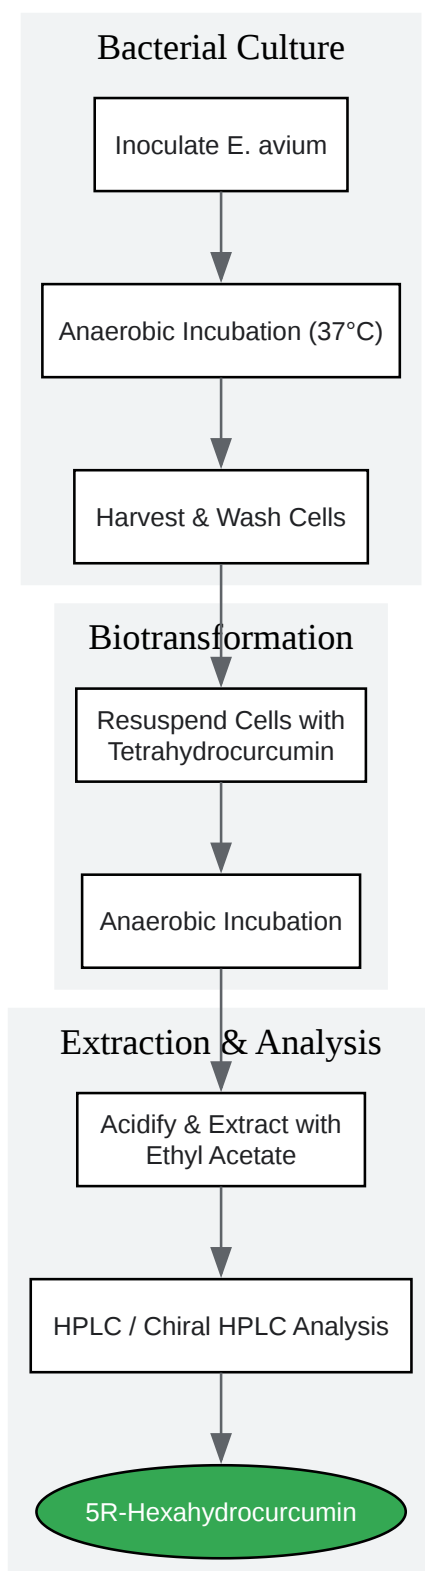 Bacterial Culture
Inoculate E. avium
Anaerobic Incubation (37°C)
Harvest & Wash Cells
Biotransformation
Resuspend Cells with
Tetrahydrocurcumin
Anaerobic Incubation
Extraction & Analysis
Acidify & Extract with
Ethyl Acetate
HPLC / Chiral HPLC Analysis
5R-Hexahydrocurcumin